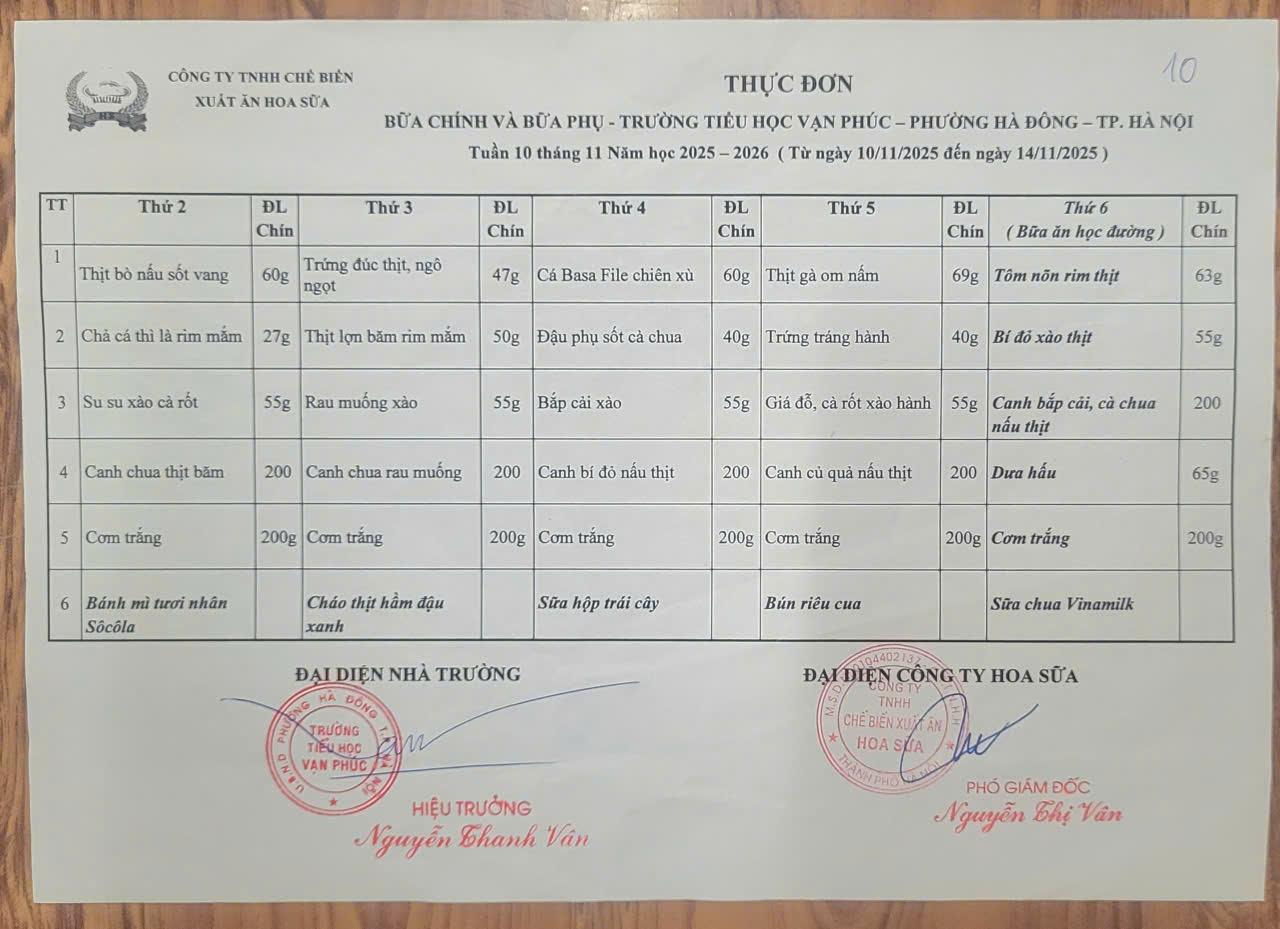 CÔNG TY TNHH CHẾ BIẾN
XUẤT ĂN HOA SỮA
HS
10
THỰC ĐƠN
BỮA CHÍNH VÀ BỮA PHỤ - TRƯỜNG TIỂU HỌC VẠN PHÚC – PHƯỜNG HÀ ĐÔNG – TP. HÀ NỘI
Tuần 10 tháng 11 Năm học 2025 – 2026 ( Từ ngày 10/11/2025 đến ngày 14/11/2025 )
TT Thứ 2 ĐL Chín Thứ 3 ĐL Chín Thứ 4 ĐL Chín Thứ 5 ĐL Chín Thứ 6 ( Bữa ăn học đường ) ĐL Chín
1 Thịt bò nấu sốt vang 60g Trứng đúc thịt, ngô ngọt 47g Cá Basa File chiên xù 60g Thịt gà om nấm 69g Tôm nõn rim thịt 63g
2 Chả cá thì là rim mắm 27g Thịt lợn băm rim mắm 50g Đậu phụ sốt cà chua 40g Trứng tráng hành 40g Bí đỏ xào thịt 55g
3 Su su xào cà rốt 55g Rau muống xào 55g Bắp cải xào 55g Giá đỗ, cà rốt xào hành 55g Canh bắp cải, cà chua nấu thịt 200
4 Canh chua thịt băm 200 Canh chua rau muống 200 Canh bí đỏ nấu thịt 200 Canh củ quả nấu thịt 200 Dưa hấu 65g
5 Cơm trắng 200g Cơm trắng 200g Cơm trắng 200g Cơm trắng 200g Cơm trắng 200g
6 Bánh mì tươi nhân Sôcôla Cháo thịt hầm đậu xanh Sữa hộp trái cây Bún riêu cua Sữa chua Vinamilk
ĐẠI DIỆN NHÀ TRƯỜNG
U.B.N.D PHƯỜNG HÀ ĐÔNG T.P HÀ NỘI
TRƯỜNG
TIỂU HỌC
VẠN PHÚC
HIỆU TRƯỞNG
Nguyễn Thanh Vân
ĐẠI DIỆN CÔNG TY HOA SỮA
CÔNG TY
TNHH
CHẾ BIẾN XUẤT ĂN
HOA SỮA
THÀNH PHỐ HÀ NỘI
PHÓ GIÁM ĐỐC
Nguyễn Thị Vân